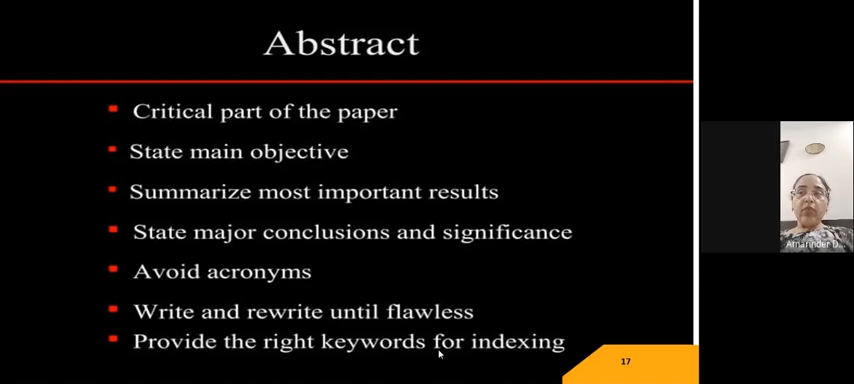 Abstract
Critical part of the paper
State main objective
Summarize most important results
State major conclusions and significance
Avoid acronyms
Write and rewrite until flawless
Provide the right keywords for indexing
17
Amarinder D...